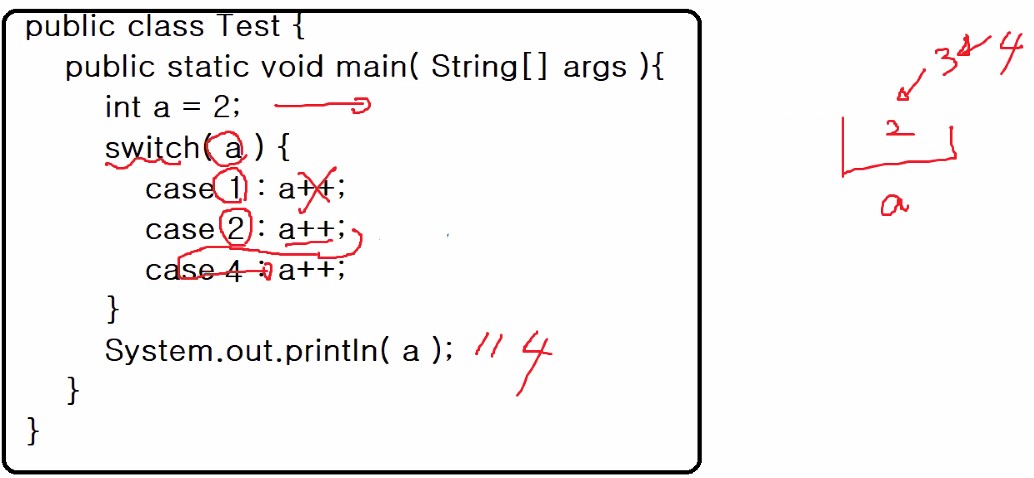 public class Test {
public static void main( String[] args ){
int a = 2;
switch( a ) {
case 1 : a++;
case 2 : a++;
case 4 : a++;
}
System.out.println( a ); // 4
}
}
3 4
2
a